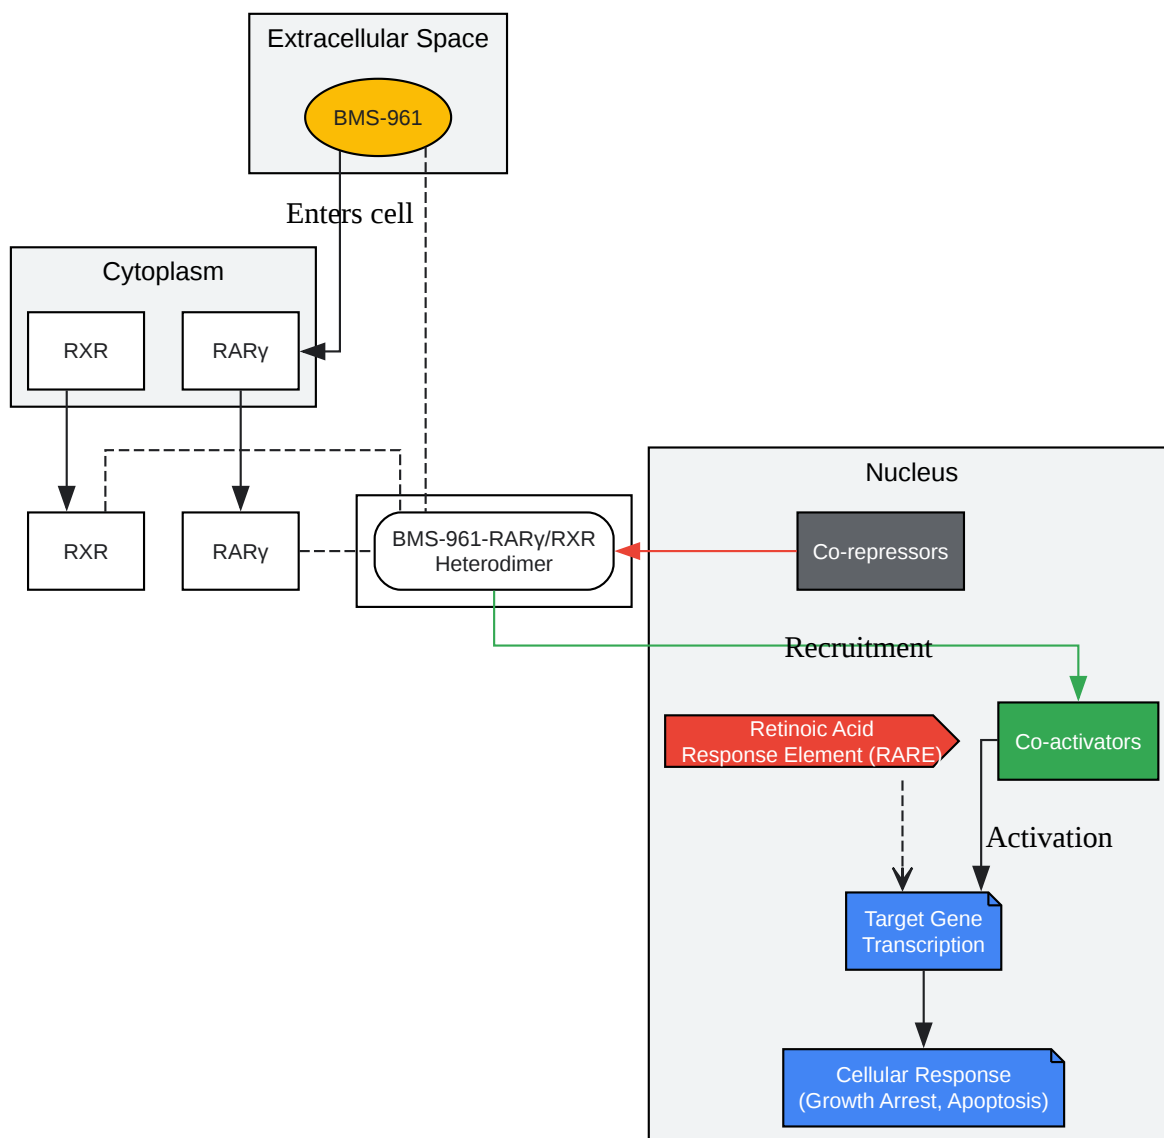 Extracellular Space
BMS-961
Enters cell
Cytoplasm
RXR
RARγ
Nucleus
RXR
RARγ
BMS-961-RARγ/RXR
Heterodimer
Co-repressors
Recruitment
Retinoic Acid
Response Element (RARE)
Co-activators
Activation
Target Gene
Transcription
Cellular Response
(Growth Arrest, Apoptosis)